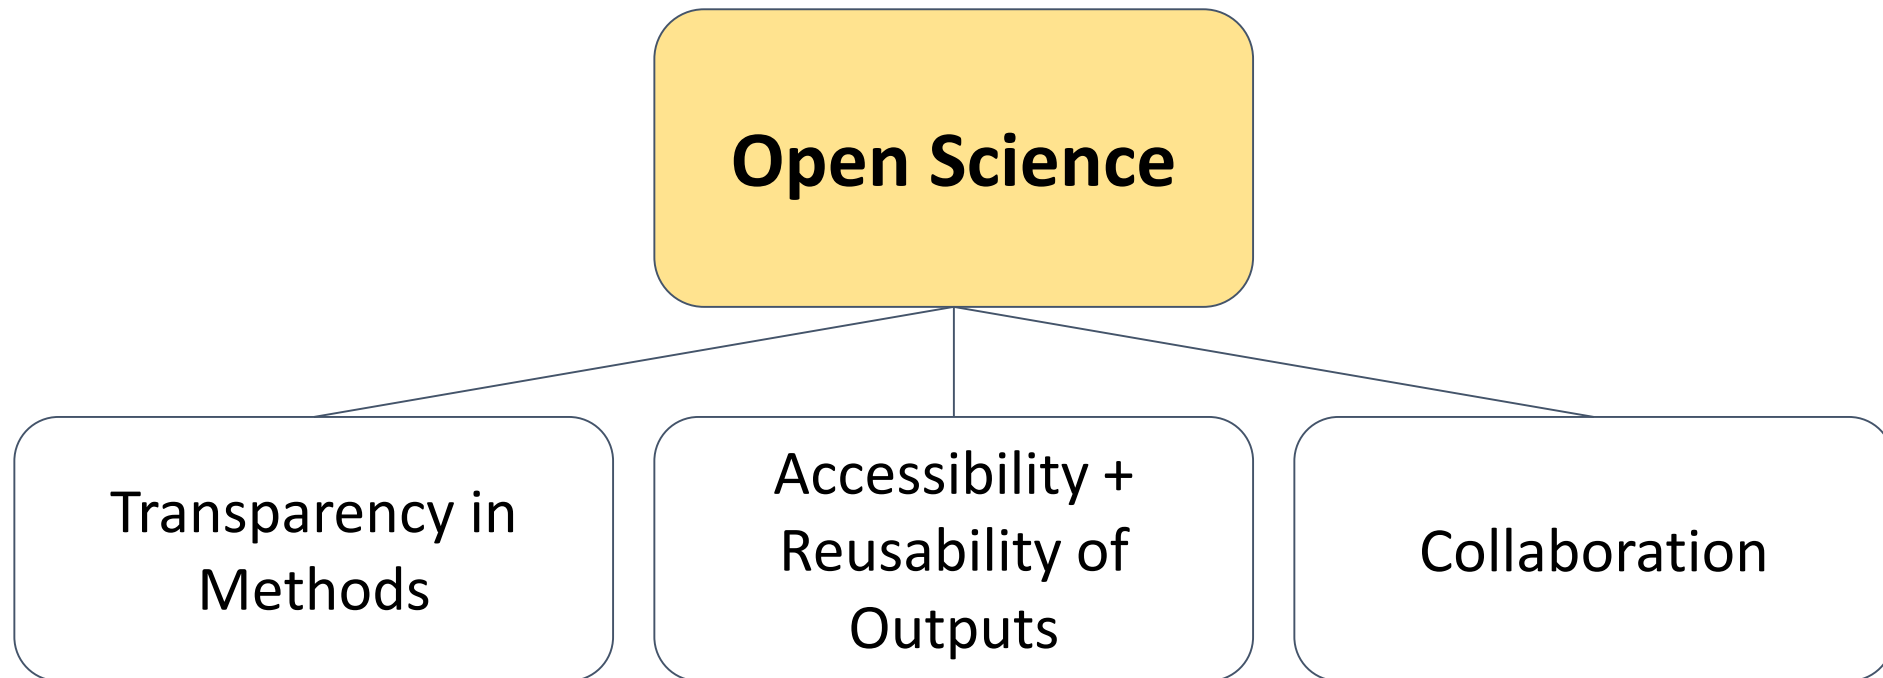 Open Science
Transparency in
Methods
Accessibility +
Reusability of
Outputs
Collaboration